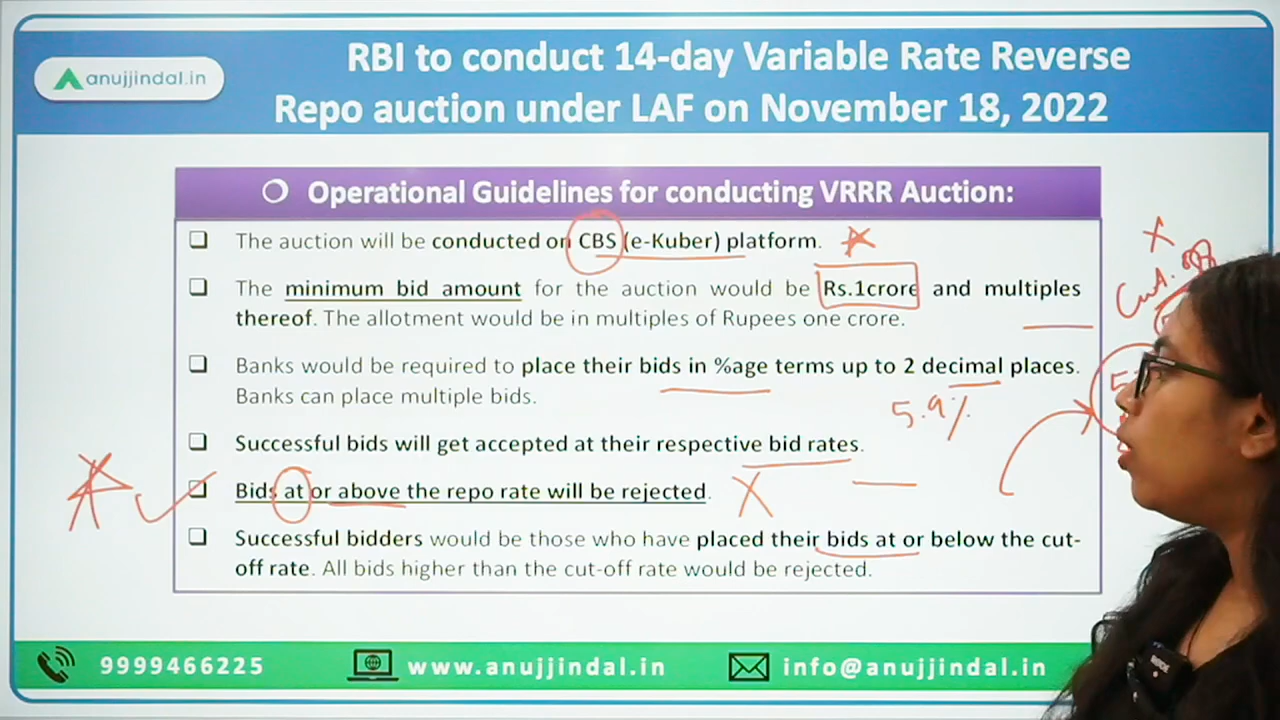 anujjindal.in
RBI to conduct 14-day Variable Rate Reverse
Repo auction under LAF on November 18, 2022
Operational Guidelines for conducting VRRR Auction:
The auction will be conducted on CBS (e-Kuber) platform.
The minimum bid amount for the auction would be Rs.1crore and multiples
thereof. The allotment would be in multiples of Rupees one crore.
Banks would be required to place their bids in %age terms up to 2 decimal places.
Banks can place multiple bids.
5.9%
Successful bids will get accepted at their respective bid rates.
Bids at or above the repo rate will be rejected.
Successful bidders would be those who have placed their bids at or below the cut-
off rate. All bids higher than the cut-off rate would be rejected.
Cut.off
9999466225
www.anujjindal.in
info@anujjindal.in